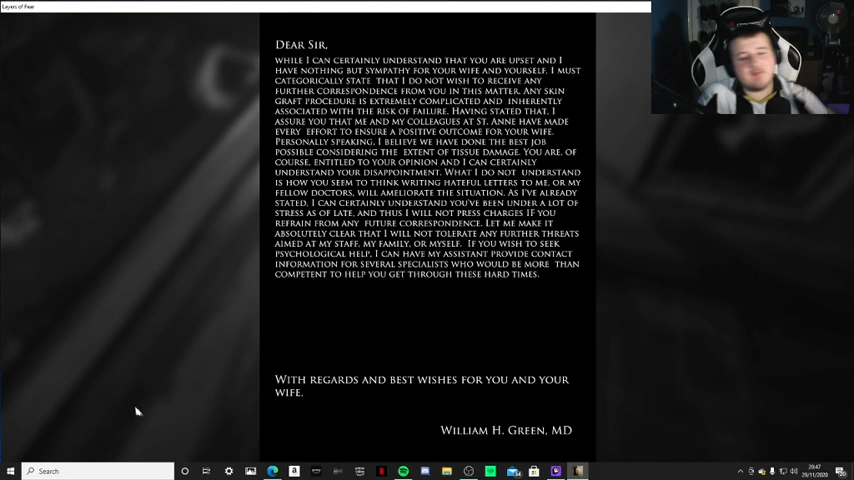 Layers of Fear
Dear Sir,
while I can certainly understand that you are upset and I
have nothing but sympathy for your wife and yourself, I must
categorically state that I do not wish to receive any
further correspondence from you in this matter. Any skin
graft procedure is extremely complicated and inherently
associated with the risk of failure. Having stated that, I
assure you that me and my colleagues at St. Anne have made
every effort to ensure a positive outcome for your wife.
Personally speaking, I believe we have done the best job
possible considering the extent of tissue damage. You are, of
course, entitled to your opinion and I can certainly
understand your disappointment. What I do not understand
is how you seem to think writing hateful letters to me, or my
fellow doctors, will ameliorate the situation. As I've already
stated, I can certainly understand you've been under a lot of
stress as of late, and thus I will not press charges if you
refrain from any future correspondence. Let me make it
absolutely clear that I will not tolerate any further threats
aimed at my staff, my family, or myself. If you wish to seek
psychological help, I can have my assistant provide contact
information for several specialists who would be more than
competent to help you get through these hard times.
With regards and best wishes for you and your
wife.
William H. Green, MD
Search
20:47
29/11/2020